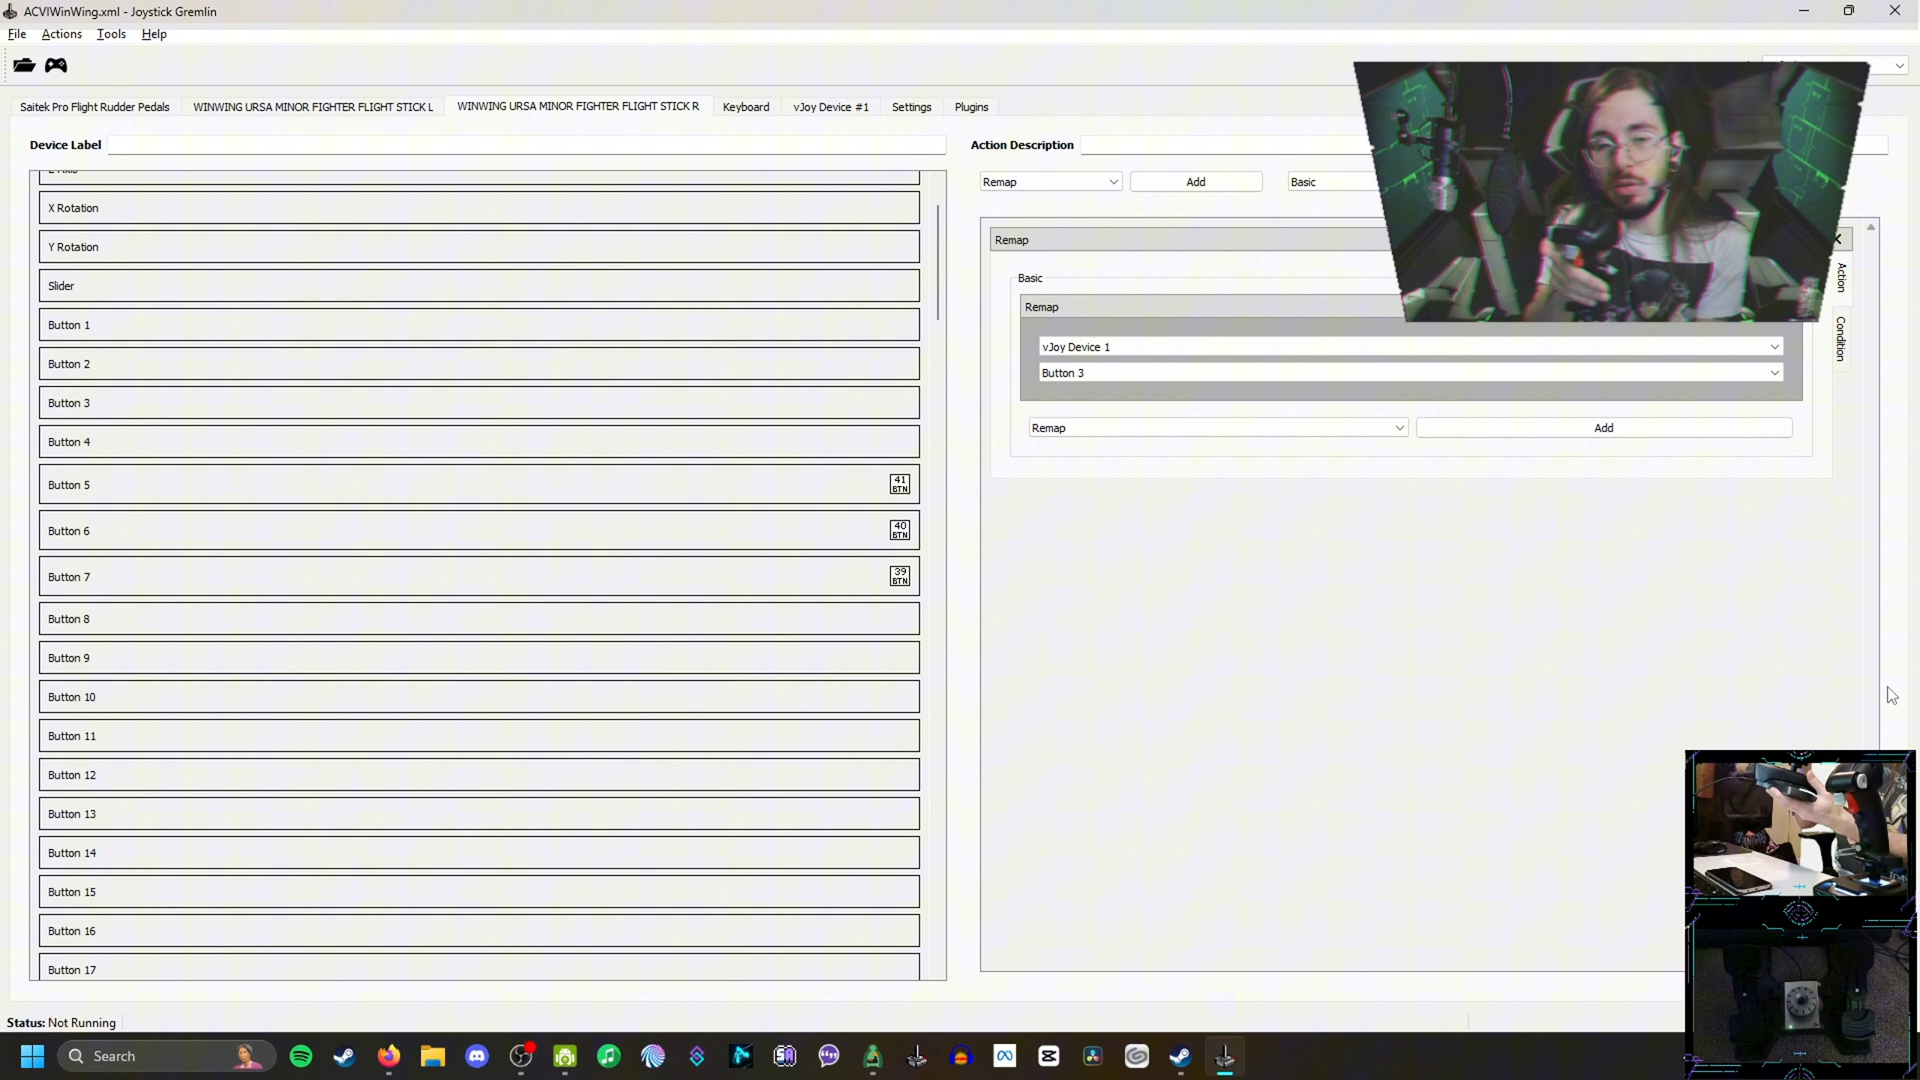 ACVIWinWing.xml - Joystick Gremlin
File Actions Tools Help
Saitek Pro Flight Rudder Pedals WINWING URSA MINOR FIGHTER FLIGHT STICK L WINWING URSA MINOR FIGHTER FLIGHT STICK R Keyboard vJoy Device #1 Settings Plugins
Device Label
Action Description
Remap Add Basic
X Rotation
Y Rotation
Slider
Button 1
Button 2
Button 3
Button 4
Button 5
41
BTN
Button 6
40
BTN
Button 7
39
BTN
Button 8
Button 9
Button 10
Button 11
Button 12
Button 13
Button 14
Button 15
Button 16
Button 17
Remap
Basic
Remap
vJoy Device 1
Button 3
Remap Add
X
Action
Condition
Status: Not Running
Search